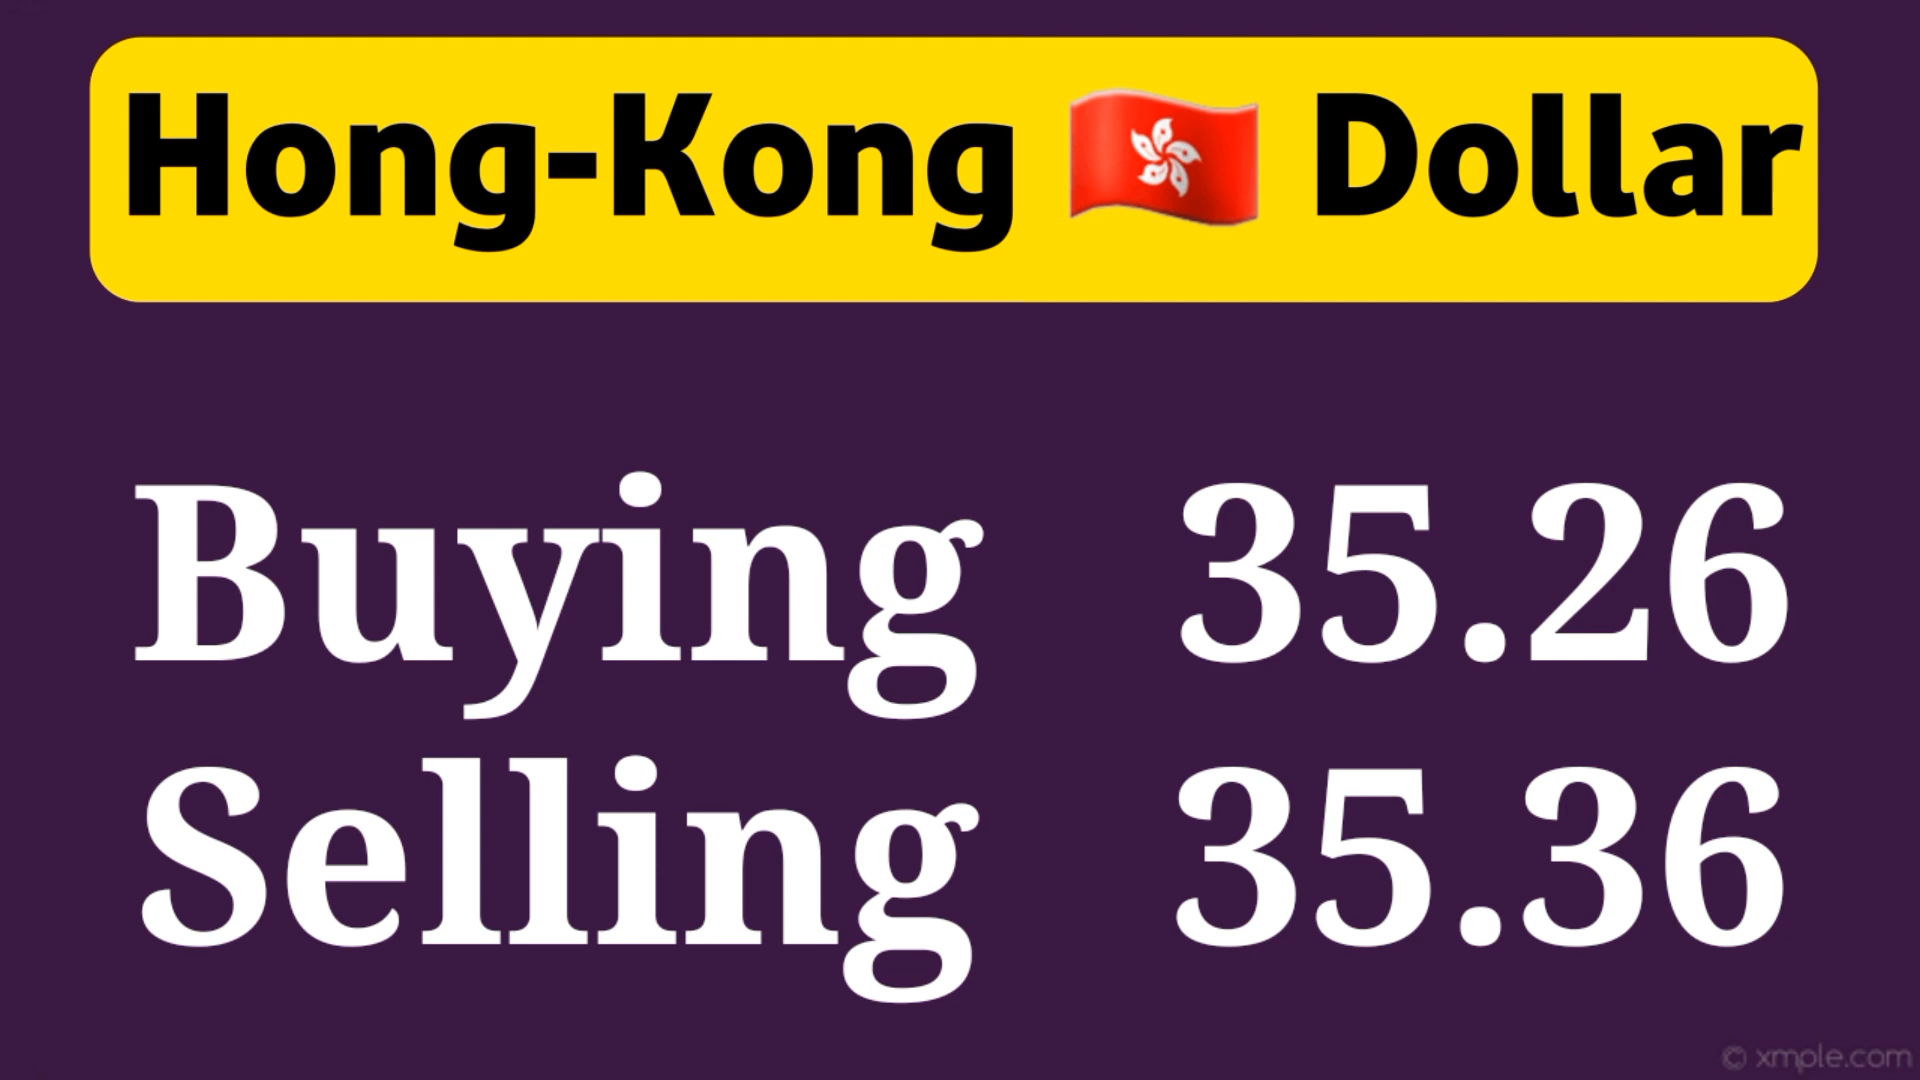 Hong-Kong 🇭🇰 Dollar
Buying 35.26
Selling 35.36
© xmple.com